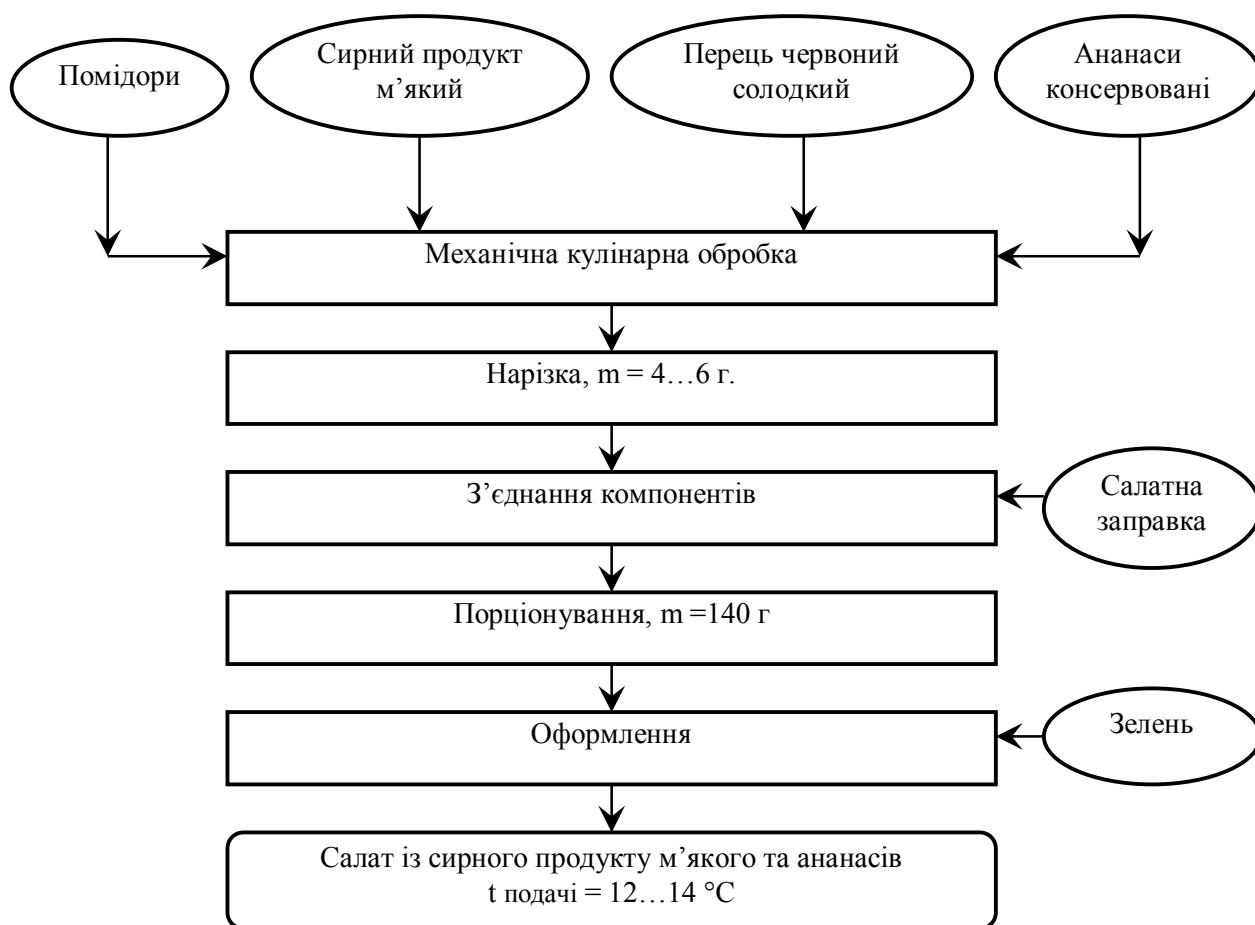 Помідори
Сирний продукт
м’який
Перець червоний
солодкий
Ананаси
консервовані
Механічна кулінарна обробка
Нарізка, m = 4…6 г.
З’єднання компонентів
Салатна
заправка
Порціонування, m =140 г
Оформлення
Зелень
Салат із сирного продукту м’якого та ананасів
t подачі = 12…14 °С